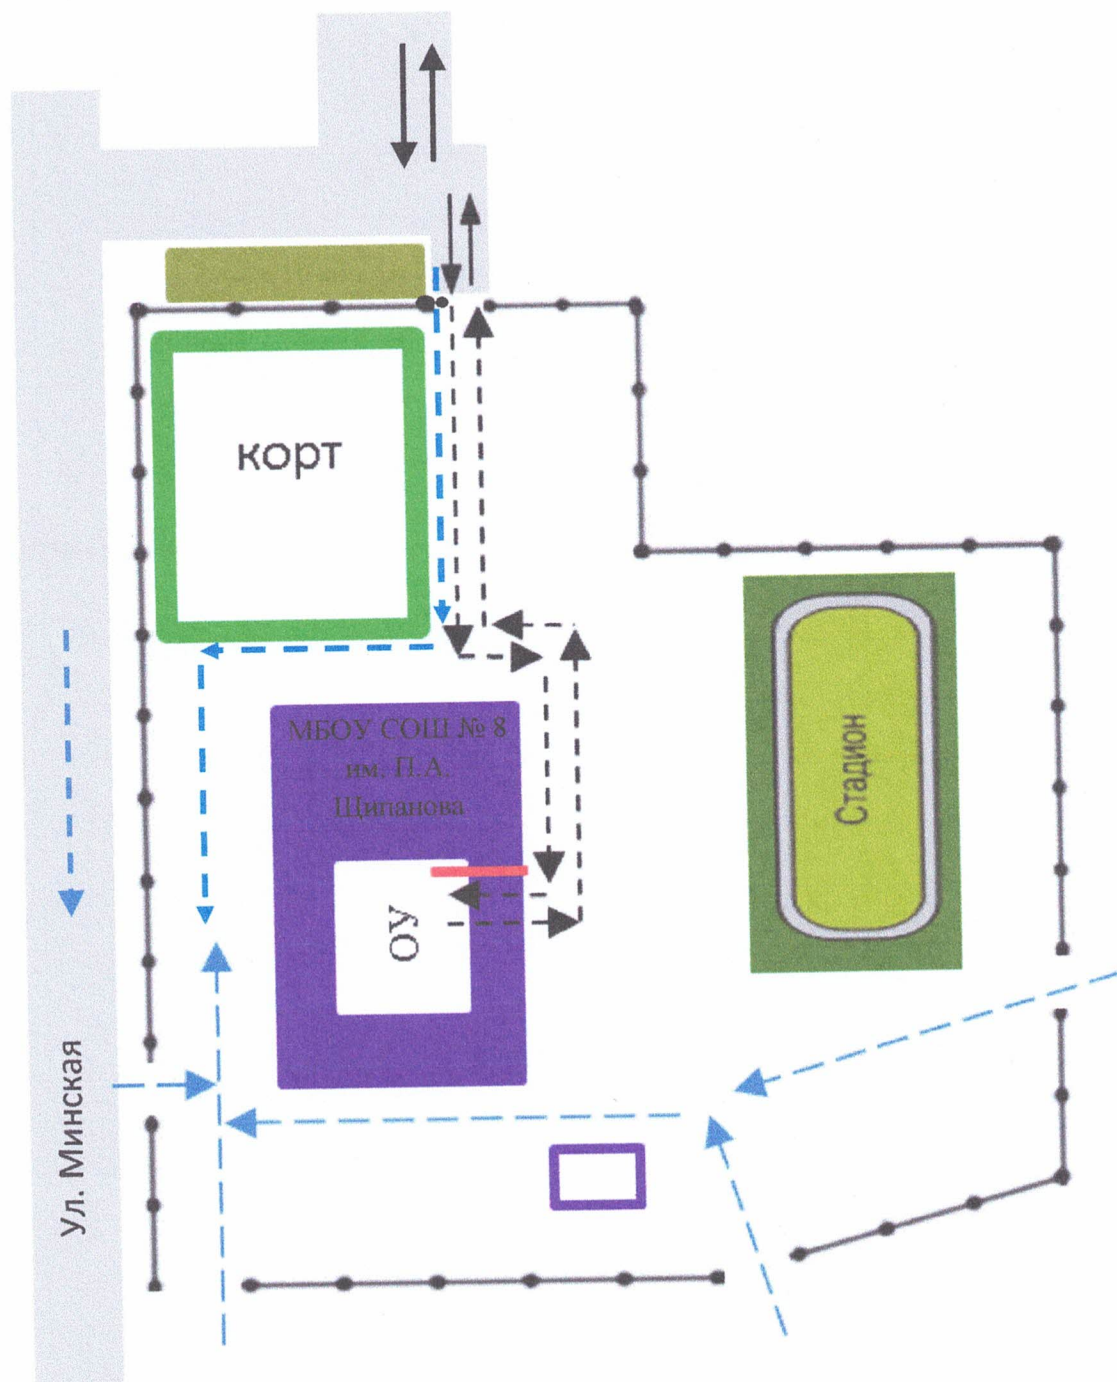 корт
МБОУ СОШ № 8
им. П.А.
Щипанова
ОУ
Стадион
Ул. Минская